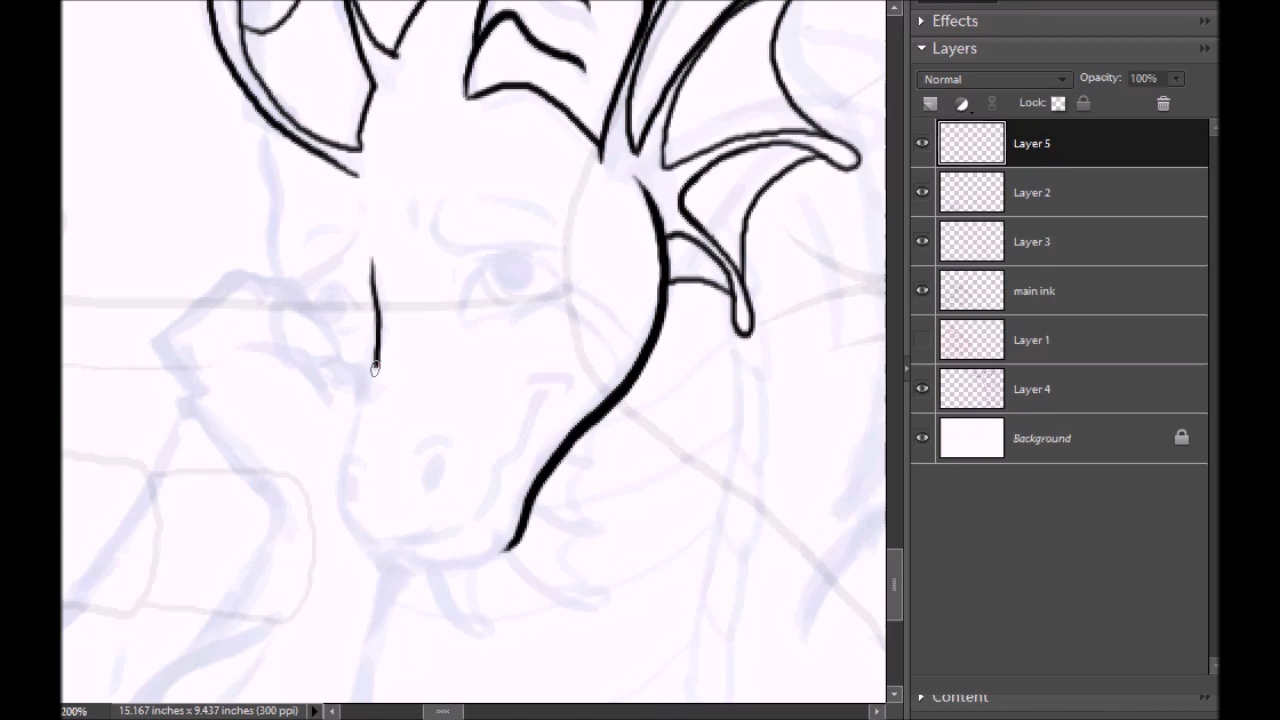 Effects
Layers
Normal
Opacity: 100%
Lock:
Layer 5
Layer 2
Layer 3
main ink
Layer 1
Layer 4
Background
Content
200%
15.167 inches x 9.437 inches (300 ppi)